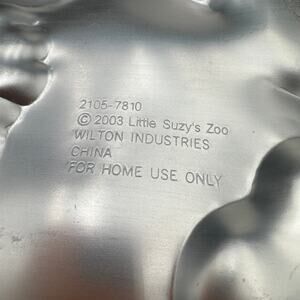 2105-7810
© 2003 Little Suzy's Zoo
WILTON INDUSTRIES
CHINA
FOR HOME USE ONLY